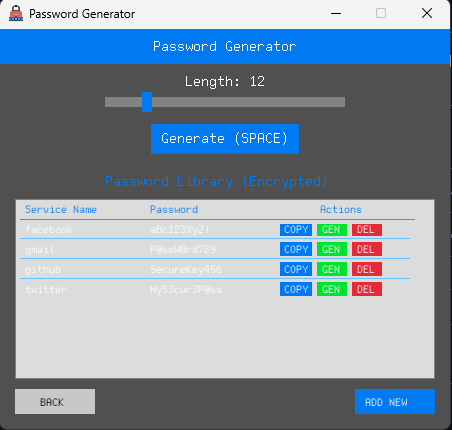 Password Generator
Password Generator
Length: 12
Generate (SPACE)
Password Library (Encrypted)
Service Name Password Actions
facebook aBc123XyZ! COPY GEN DEL
gmail P@ssW0rd789 COPY GEN DEL
github SecureKey456 COPY GEN DEL
twitter MyS3cur3P@ss COPY GEN DEL
BACK ADD NEW